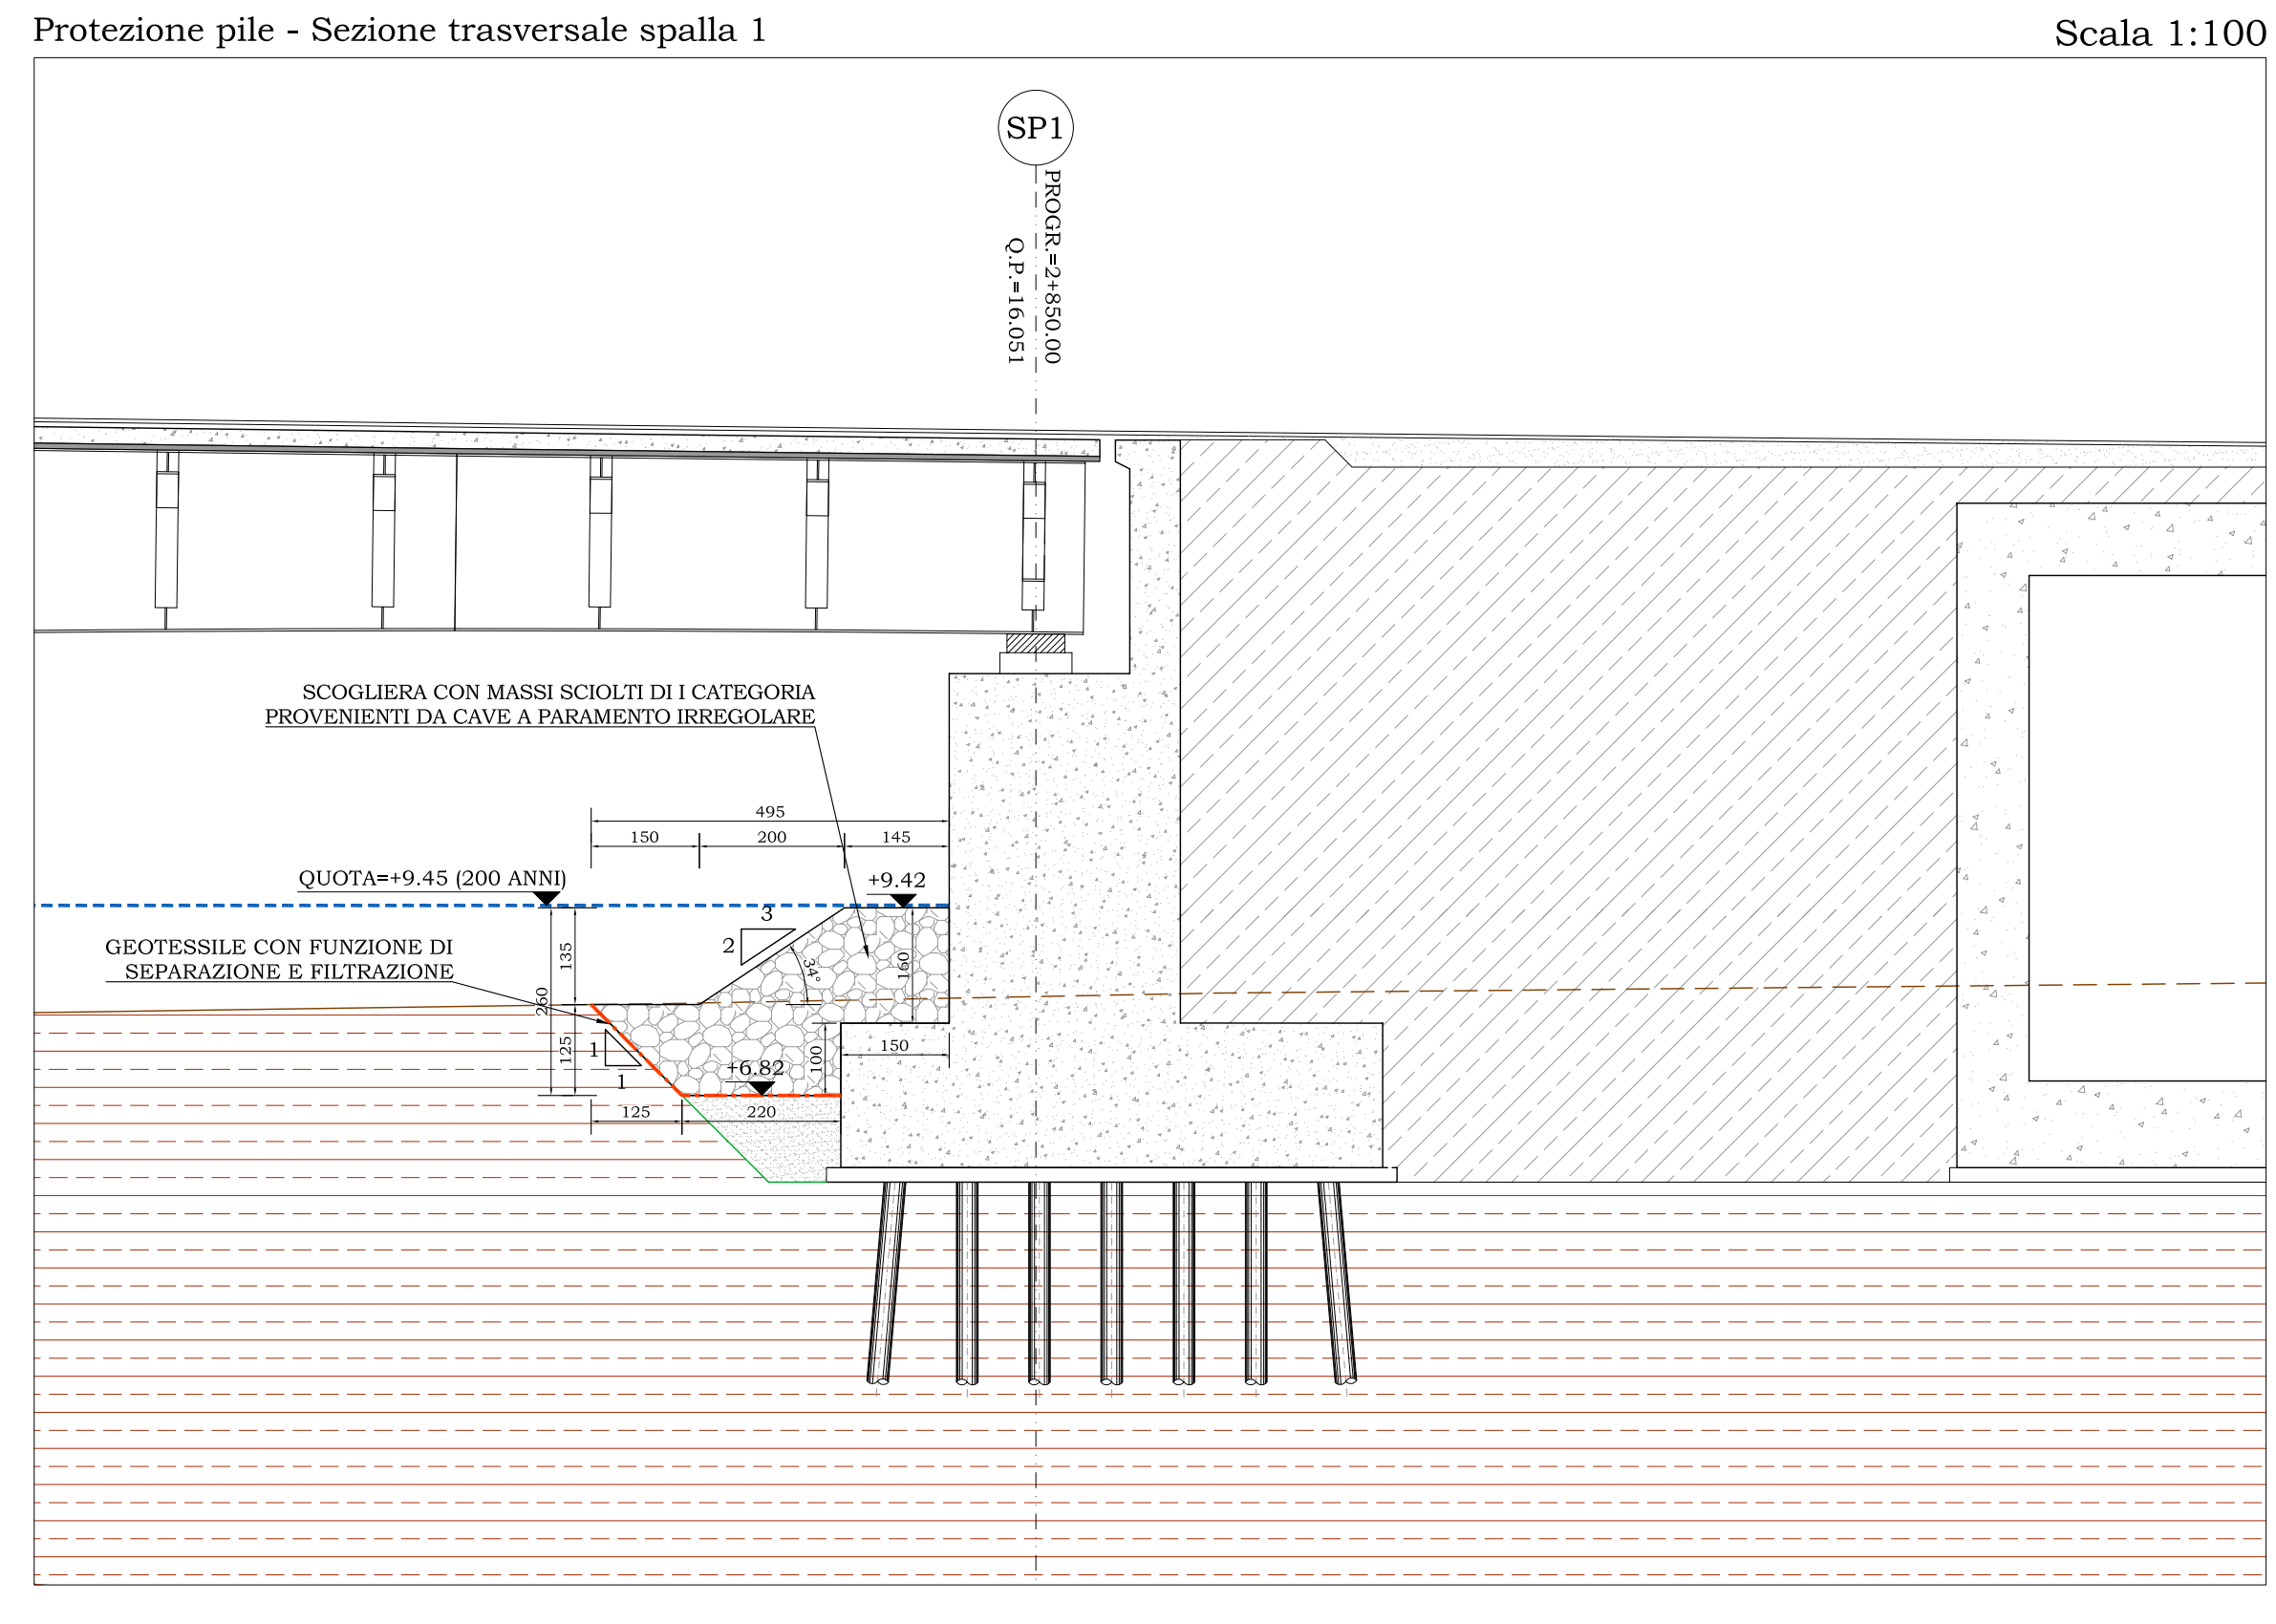 Protezione pile - Sezione trasversale spalla 1
Scala 1:100
SP1
PROGR.=2+850.00
Q.P.=16.051
SCOGLIERA CON MASSI SCIOLTI DI I CATEGORIA
PROVENIENTI DA CAVE A PARAMENTO IRREGOLARE
495
150
200
145
QUOTA=+9.45 (200 ANNI)
+9.42
3
2
34°
GEOTESSILE CON FUNZIONE DI
SEPARAZIONE E FILTRAZIONE
135
160
260
125
1
1
100
150
+6.82
125
220